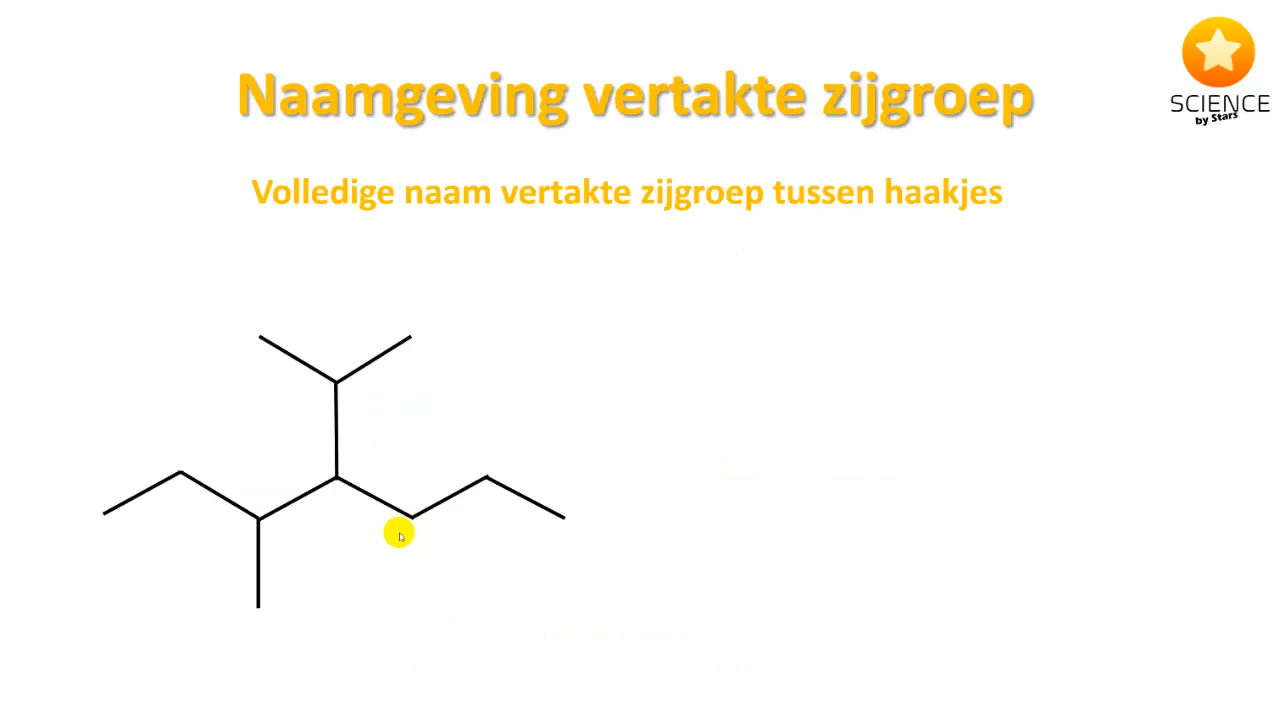 Naamgeving vertakte zijgroep
SCIENCE
by Stars
Volledige naam vertakte zijgroep tussen haakjes